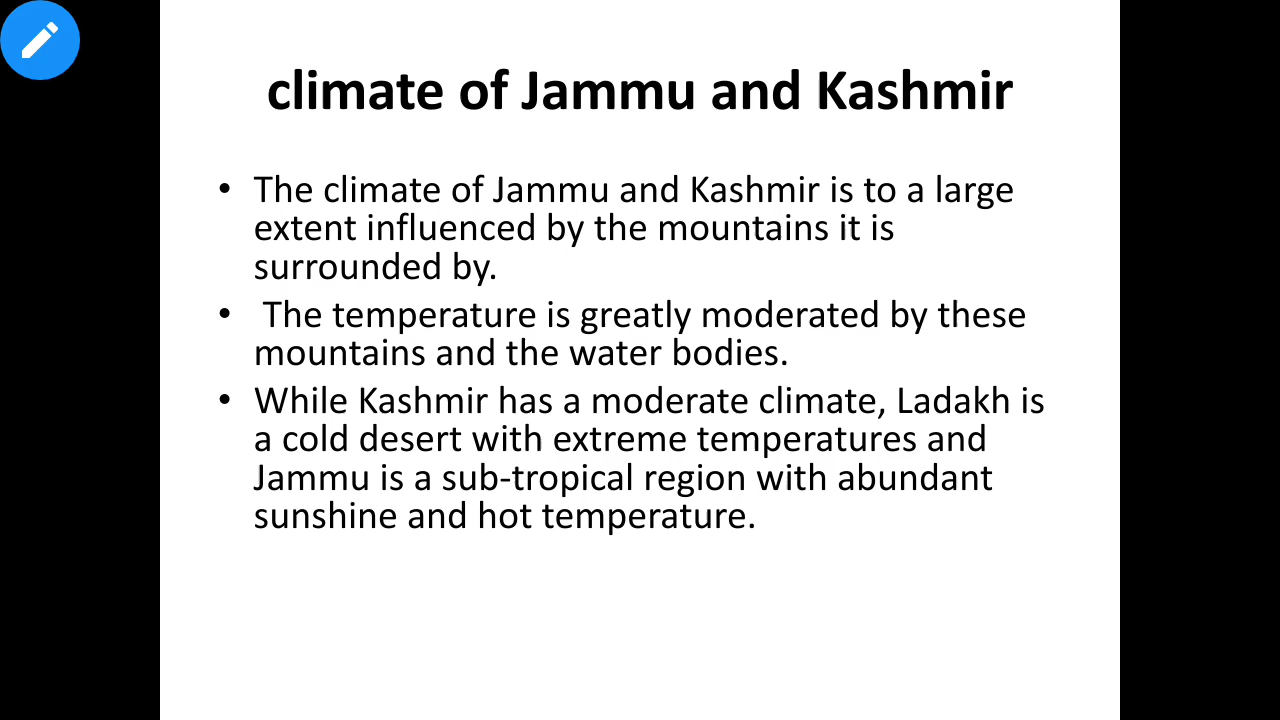 climate of Jammu and Kashmir
• The climate of Jammu and Kashmir is to a large
extent influenced by the mountains it is
surrounded by.
• The temperature is greatly moderated by these
mountains and the water bodies.
• While Kashmir has a moderate climate, Ladakh is
a cold desert with extreme temperatures and
Jammu is a sub-tropical region with abundant
sunshine and hot temperature.